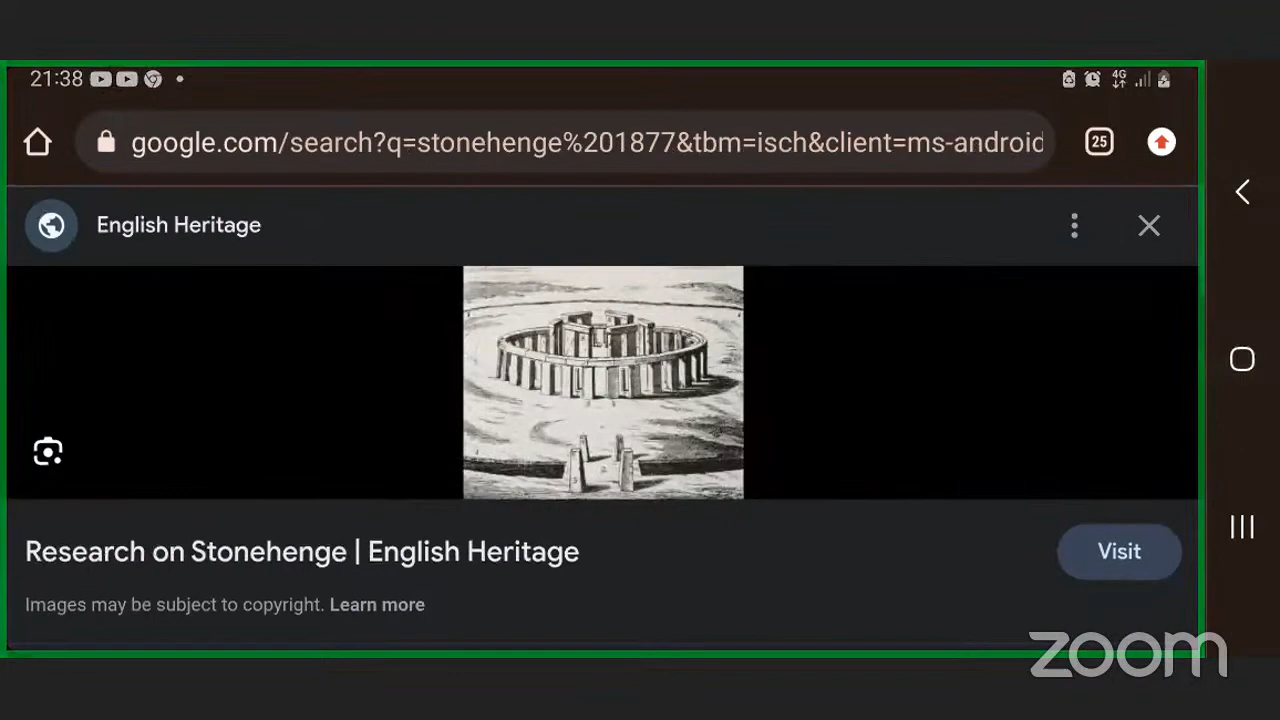 21:38
4G
google.com/search?q=stonehenge%201877&tbm=isch&client=ms-android
25
English Heritage
Research on Stonehenge | English Heritage
Visit
Images may be subject to copyright. Learn more
zoom